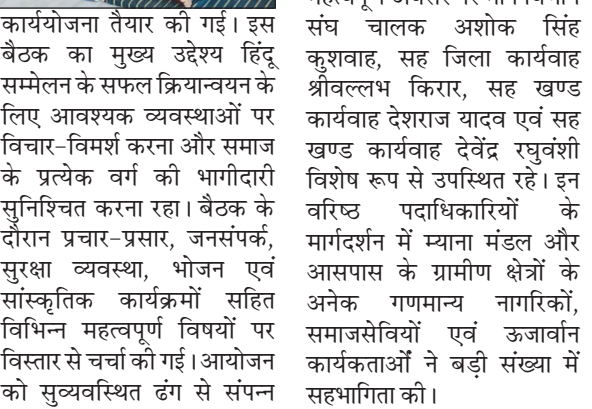 कार्ययोजना तैयार की गई। इस
बैठक का मुख्य उद्देश्य हिंदू
सम्मेलन के सफल क्रियान्वयन के
लिए आवश्यक व्यवस्थाओं पर
विचार-विमर्श करना और समाज
के प्रत्येक वर्ग की भागीदारी
सुनिश्चित करना रहा। बैठक के
दौरान प्रचार-प्रसार, जनसंपर्क,
सुरक्षा व्यवस्था, भोजन एवं
सांस्कृतिक कार्यक्रमों सहित
विभिन्न महत्वपूर्ण विषयों पर
विस्तार से चर्चा की गई। आयोजन
को सुव्यवस्थित ढंग से संपन्न
संघ चालक अशोक सिंह
कुशवाह, सह जिला कार्यवाह
श्रीवल्लभ किरार, सह खण्ड
कार्यवाह देशराज यादव एवं सह
खण्ड कार्यवाह देवेंद्र रघुवंशी
विशेष रूप से उपस्थित रहे। इन
वरिष्ठ पदाधिकारियों के
मार्गदर्शन में म्याना मंडल और
आसपास के ग्रामीण क्षेत्रों के
अनेक गणमान्य नागरिकों,
समाजसेवियों एवं ऊर्जावान
कार्यकर्ताओं ने बड़ी संख्या में
सहभागिता की।